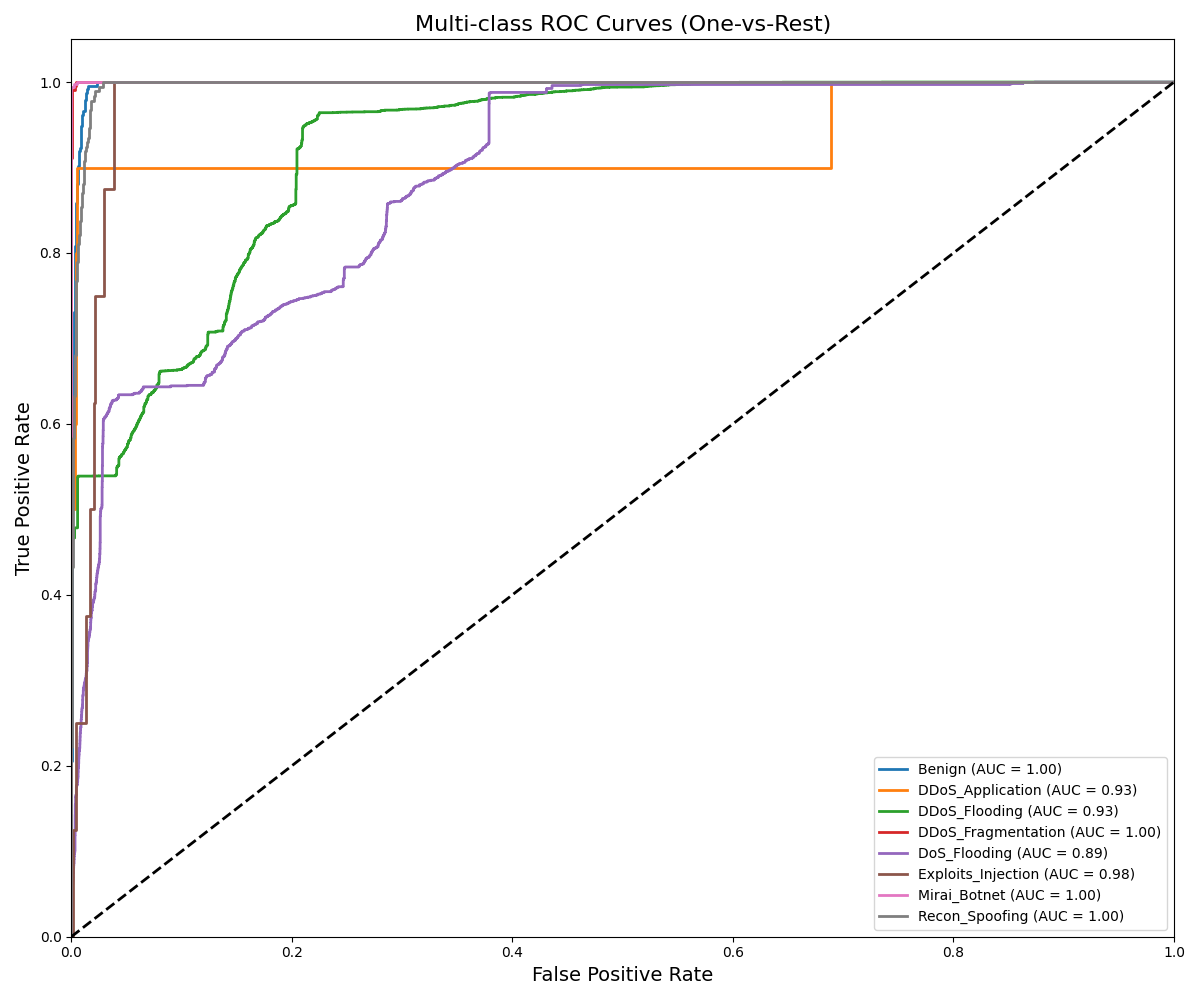 Multi-class ROC Curves (One-vs-Rest)
True Positive Rate
1.0
0.8
0.6
0.4
0.2
0.0
0.0 0.2 0.4 0.6 0.8 1.0
False Positive Rate
Benign (AUC = 1.00)
DDoS_Application (AUC = 0.93)
DDoS_Flooding (AUC = 0.93)
DDoS_Fragmentation (AUC = 1.00)
DoS_Flooding (AUC = 0.89)
Exploits_Injection (AUC = 0.98)
Mirai_Botnet (AUC = 1.00)
Recon_Spoofing (AUC = 1.00)